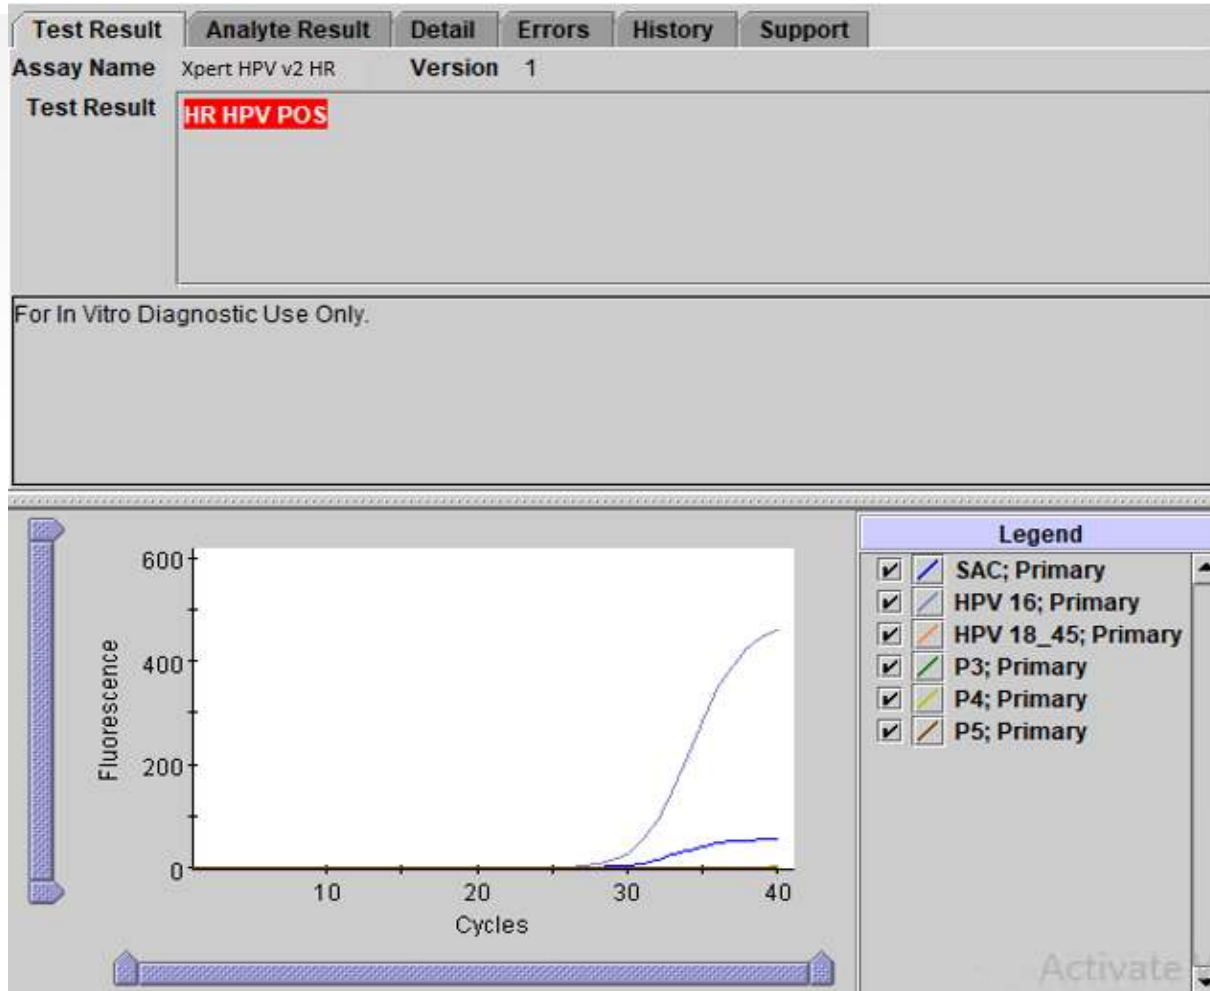 Test Result Analyte Result Detail Errors History Support
Assay Name Xpert HPV v2 HR Version 1
Test Result HR HPV POS
For In Vitro Diagnostic Use Only.
Legend
SAC; Primary
HPV 16; Primary
HPV 18_45; Primary
P3; Primary
P4; Primary
P5; Primary
600
400
200
0
Fluorescence
10 20 30 40
Cycles
Activate